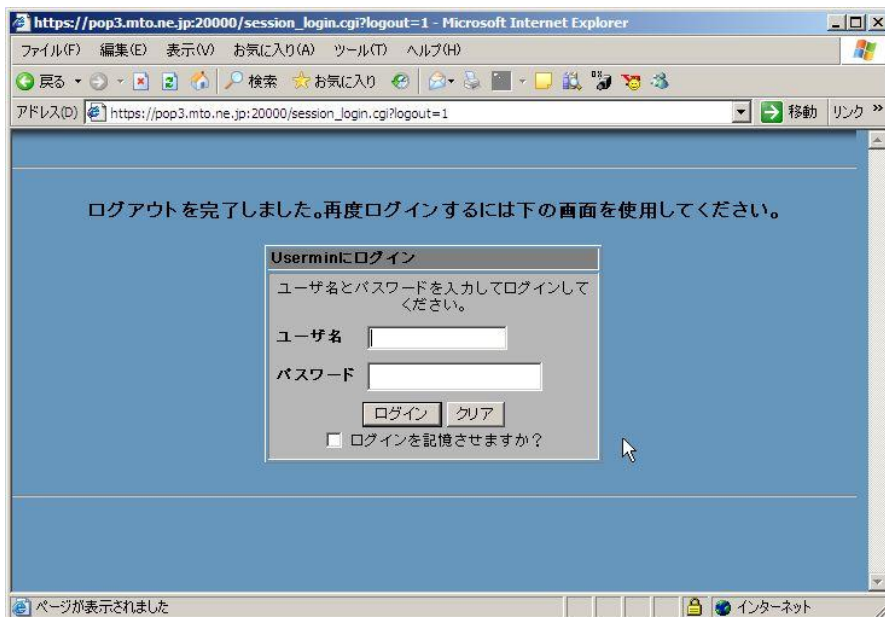 https://pop3.mto.ne.jp:20000/session_login.cgi?logout=1 - Microsoft Internet Explorer
ファイル(F) 編集(E) 表示(V) お気に入り(A) ツール(T) ヘルプ(H)
戻る 検索 お気に入り
アドレス(D) https://pop3.mto.ne.jp:20000/session_login.cgi?logout=1 移動 リンク »
ログアウトを完了しました。再度ログインするには下の画面を使用してください。
Userminにログイン
ユーザ名とパスワードを入力してログインして
ください。
ユーザ名
パスワード
ログイン クリア
ログインを記憶させますか?
ページが表示されました インターネット